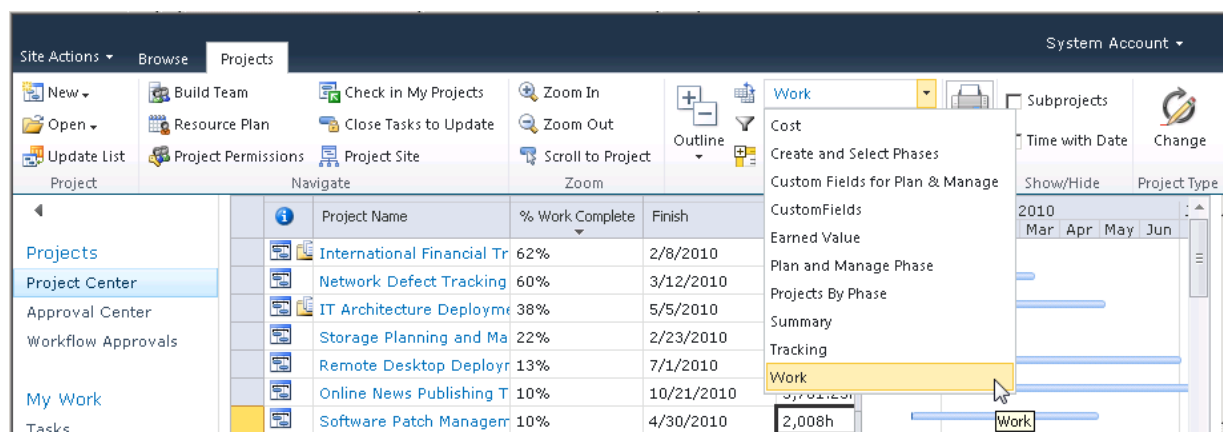 System Account
Site Actions Browse Projects
New Build Team Check in My Projects Zoom In Work Subprojects
Open Resource Plan Close Tasks to Update Zoom Out Outline Cost Time with Date Change
Update List Project Permissions Project Site Scroll to Project Create and Select Phases
Project Navigate Zoom Custom Fields for Plan & Manage Show/Hide Project Type
Project Name % Work Complete Finish CustomFields 2010
Mar Apr May Jun
Projects International Financial Tr 62% 2/8/2010 Earned Value
Project Center Network Defect Tracking 60% 3/12/2010 Plan and Manage Phase
Approval Center IT Architecture Deployme 38% 5/5/2010 Projects By Phase
Workflow Approvals Storage Planning and Ma 22% 2/23/2010 Summary
Remote Desktop Deployr 13% 7/1/2010 Tracking
My Work Online News Publishing T 10% 10/21/2010 Work
Tasks Software Patch Managem 10% 4/30/2010 2,008h Work